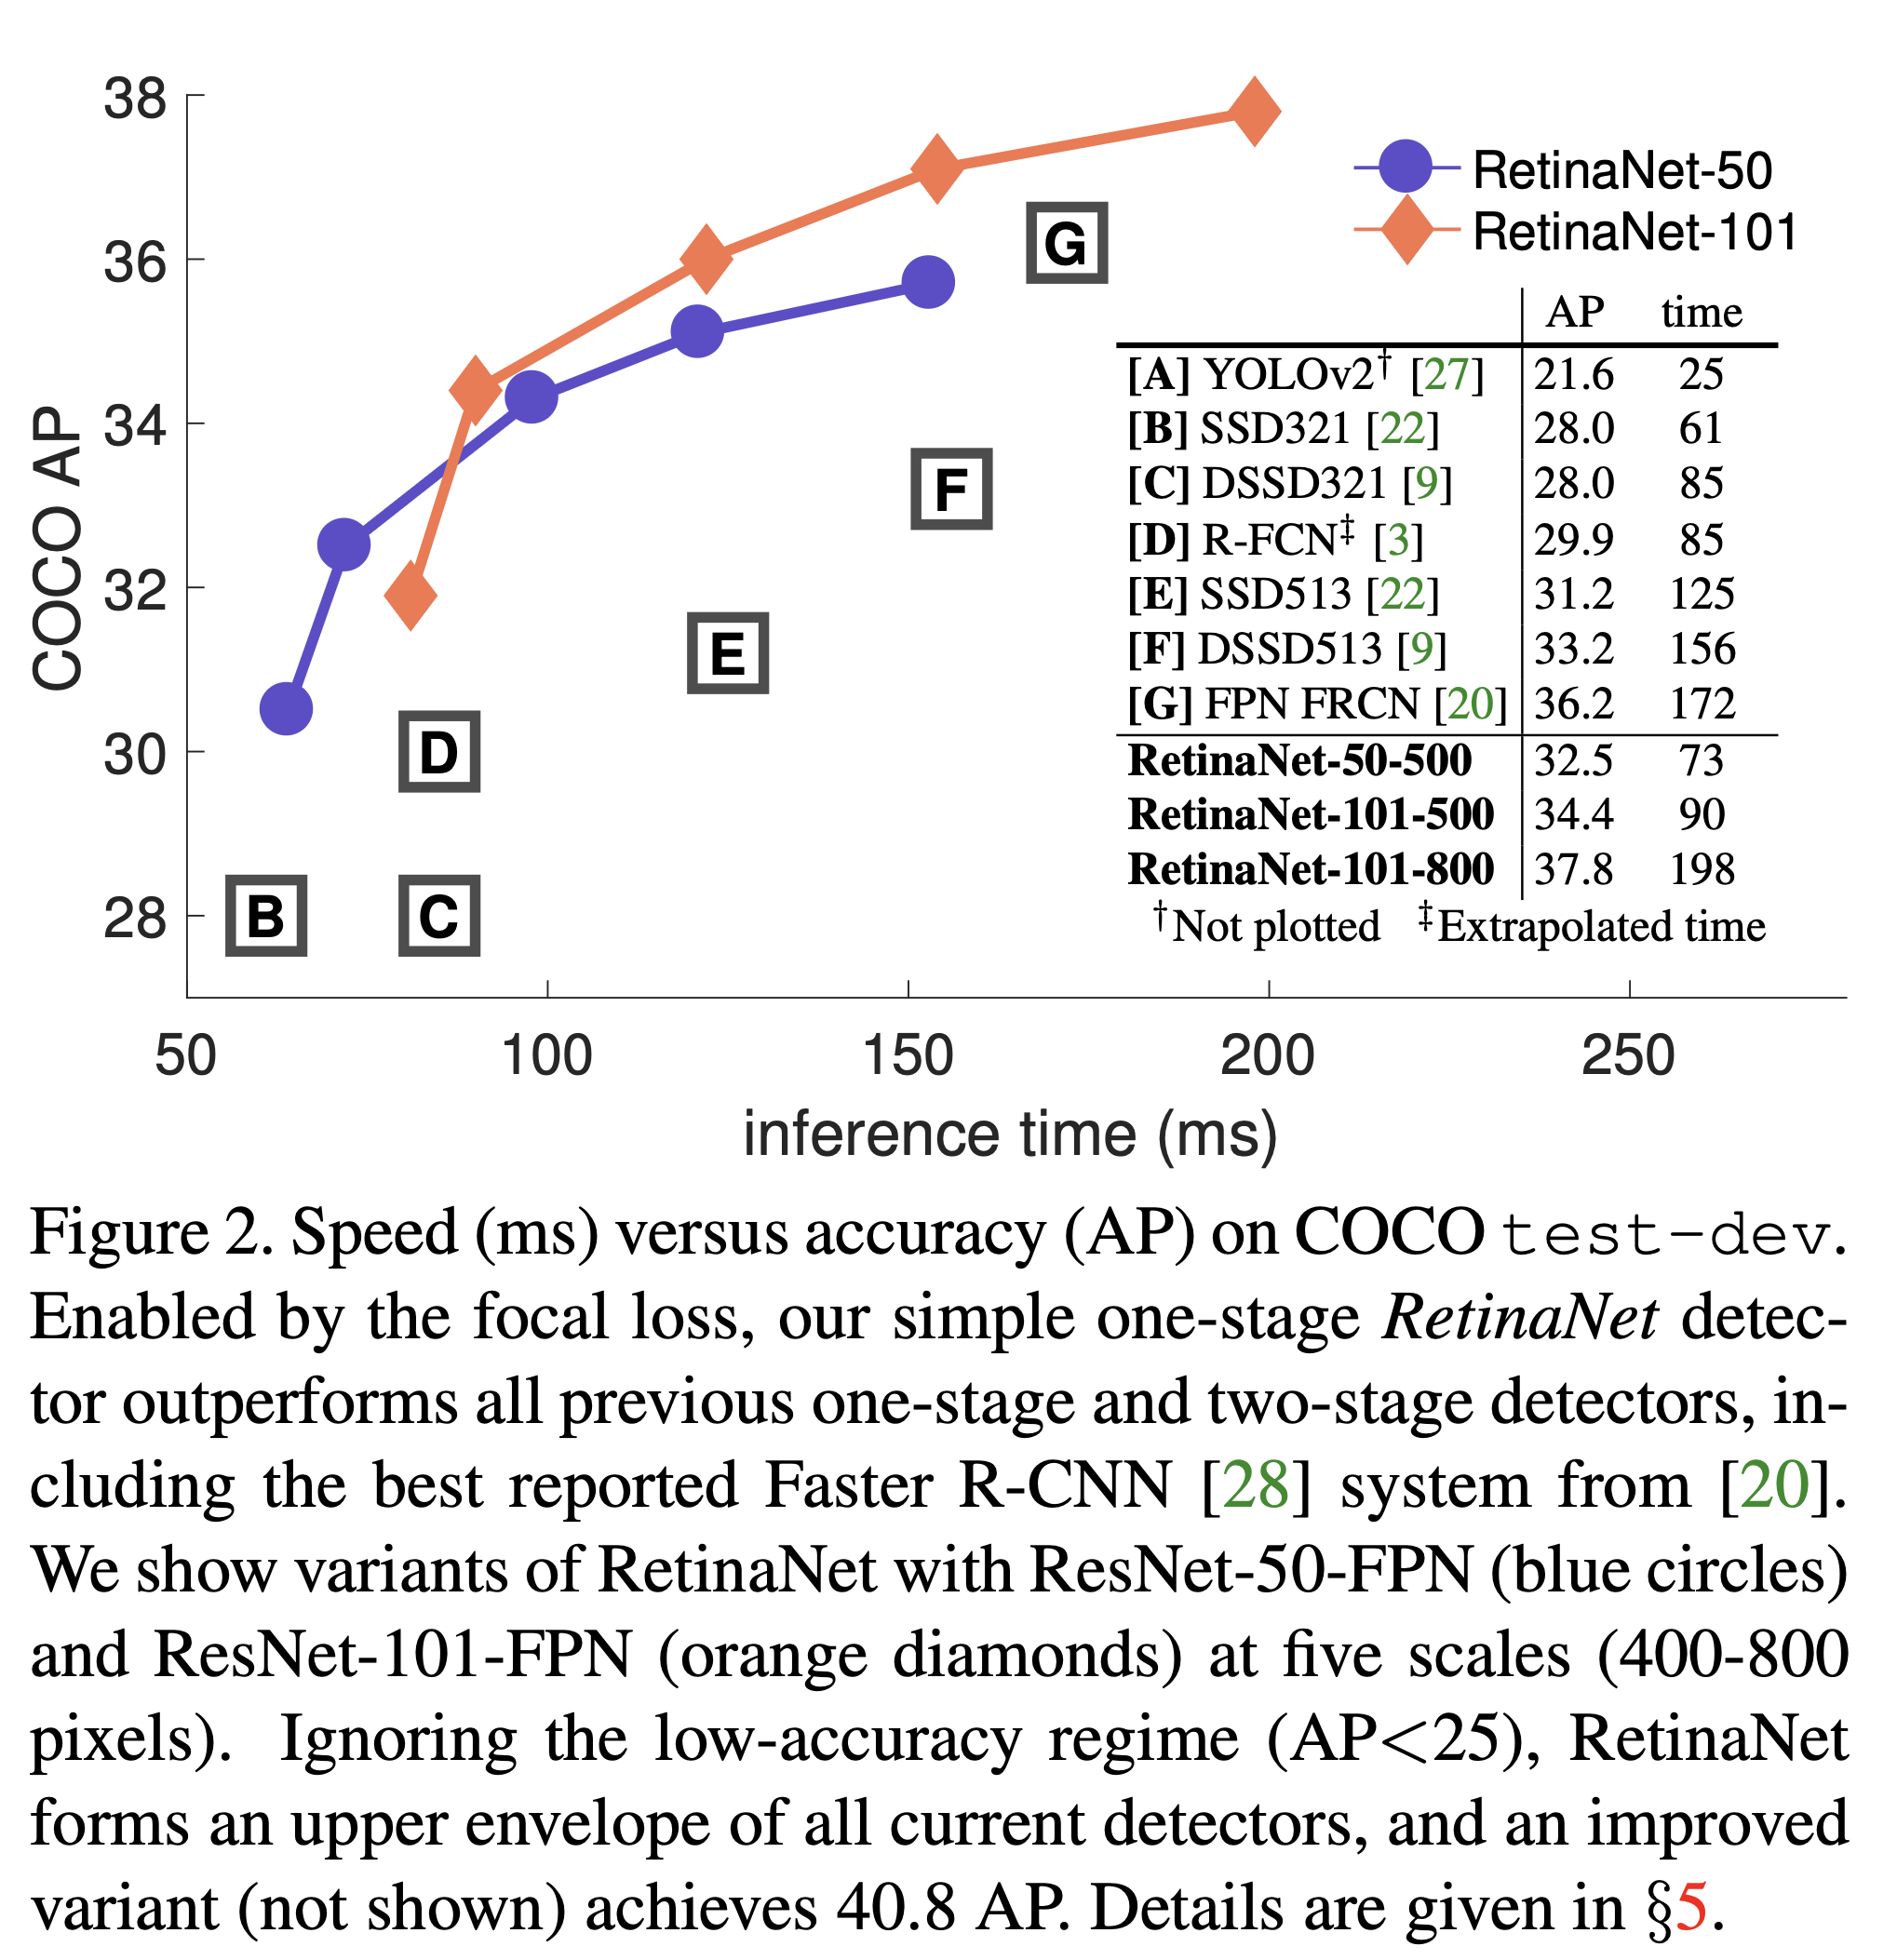 38
36
34
32
30
28
COCO AP
RetinaNet-50
RetinaNet-101
G
F
E
D
B
C
AP time
[A] YOLOv2† [27] 21.6 25
[B] SSD321 [22] 28.0 61
[C] DSSD321 [9] 28.0 85
[D] R-FCN‡ [3] 29.9 85
[E] SSD513 [22] 31.2 125
[F] DSSD513 [9] 33.2 156
[G] FPN FRCN [20] 36.2 172
RetinaNet-50-500 32.5 73
RetinaNet-101-500 34.4 90
RetinaNet-101-800 37.8 198
†Not plotted ‡Extrapolated time
50 100 150 200 250
inference time (ms)
Figure 2. Speed (ms) versus accuracy (AP) on COCO test-dev.
Enabled by the focal loss, our simple one-stage RetinaNet detec-
tor outperforms all previous one-stage and two-stage detectors, in-
cluding the best reported Faster R-CNN [28] system from [20].
We show variants of RetinaNet with ResNet-50-FPN (blue circles)
and ResNet-101-FPN (orange diamonds) at five scales (400-800
pixels). Ignoring the low-accuracy regime (AP<25), RetinaNet
forms an upper envelope of all current detectors, and an improved
variant (not shown) achieves 40.8 AP. Details are given in §5.